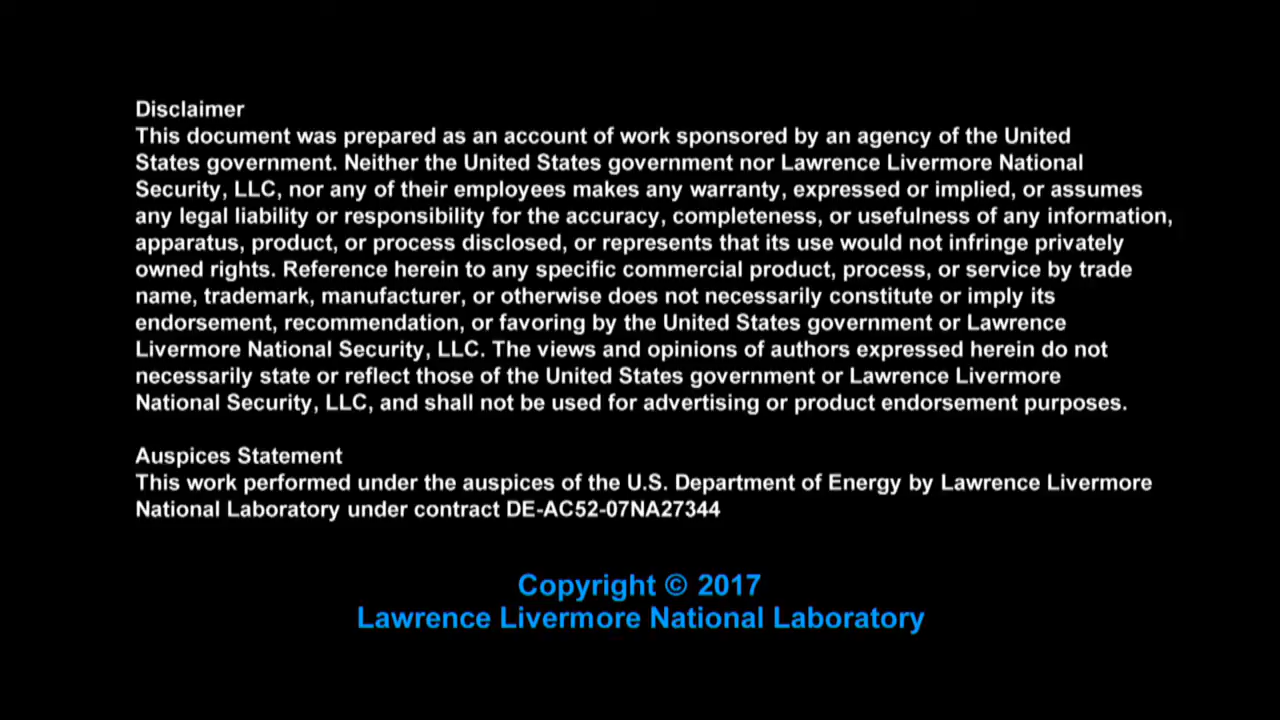 Disclaimer
This document was prepared as an account of work sponsored by an agency of the United
States government. Neither the United States government nor Lawrence Livermore National
Security, LLC, nor any of their employees makes any warranty, expressed or implied, or assumes
any legal liability or responsibility for the accuracy, completeness, or usefulness of any information,
apparatus, product, or process disclosed, or represents that its use would not infringe privately
owned rights. Reference herein to any specific commercial product, process, or service by trade
name, trademark, manufacturer, or otherwise does not necessarily constitute or imply its
endorsement, recommendation, or favoring by the United States government or Lawrence
Livermore National Security, LLC. The views and opinions of authors expressed herein do not
necessarily state or reflect those of the United States government or Lawrence Livermore
National Security, LLC, and shall not be used for advertising or product endorsement purposes.
Auspices Statement
This work performed under the auspices of the U.S. Department of Energy by Lawrence Livermore
National Laboratory under contract DE-AC52-07NA27344
Copyright © 2017
Lawrence Livermore National Laboratory